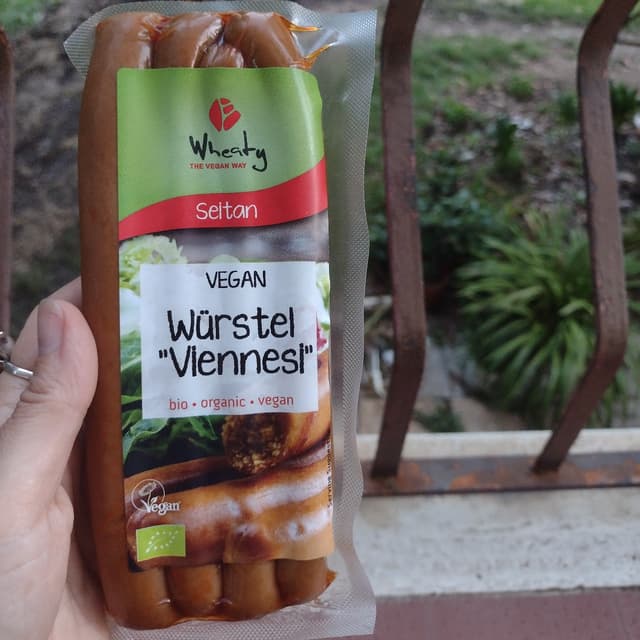 Wheaty
THE VEGAN WAY
Seitan
VEGAN
Würstel
"Viennesi"
bio • organic • vegan
Vegan